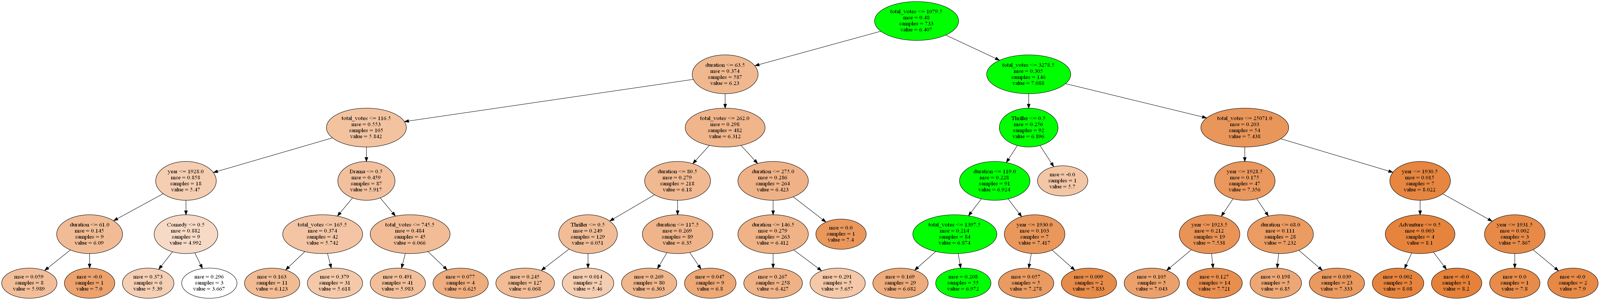 total_votes <= 1079.5
mse = 0.48
samples = 733
value = 6.407
duration <= 63.5
mse = 0.374
samples = 587
value = 6.23
total_votes <= 3278.5
mse = 0.305
samples = 146
value = 7.088
total_votes <= 116.5
mse = 0.553
samples = 105
value = 5.842
total_votes <= 262.0
mse = 0.298
samples = 482
value = 6.312
Thriller <= 0.5
mse = 0.256
samples = 92
value = 6.895
total_votes <= 25071.0
mse = 0.203
samples = 54
value = 7.438
year <= 1928.0
mse = 0.858
samples = 18
value = 5.47
Drama <= 0.5
mse = 0.459
samples = 87
value = 5.917
duration <= 80.5
mse = 0.279
samples = 218
value = 6.18
duration <= 275.0
mse = 0.286
samples = 264
value = 6.423
duration <= 149.0
mse = 0.228
samples = 91
value = 6.924
mse = -0.0
samples = 1
value = 5.7
year <= 1928.5
mse = 0.175
samples = 47
value = 7.356
year <= 1930.5
mse = 0.015
samples = 7
value = 8.022
duration <= 61.0
mse = 0.145
samples = 9
value = 6.09
Comedy <= 0.5
mse = 0.882
samples = 9
value = 4.992
total_votes <= 165.5
mse = 0.374
samples = 42
value = 5.742
total_votes <= 745.5
mse = 0.484
samples = 45
value = 6.066
Thriller <= 0.5
mse = 0.249
samples = 129
value = 6.051
duration <= 117.5
mse = 0.269
samples = 89
value = 6.35
duration <= 146.5
mse = 0.279
samples = 263
value = 6.412
mse = 0.0
samples = 1
value = 7.4
total_votes <= 1397.5
mse = 0.214
samples = 84
value = 6.874
year <= 1930.0
mse = 0.103
samples = 7
value = 7.417
year <= 1923.5
mse = 0.212
samples = 19
value = 7.538
duration <= 68.0
mse = 0.111
samples = 28
value = 7.232
Adventure <= 0.5
mse = 0.003
samples = 4
value = 8.1
year <= 1931.5
mse = 0.002
samples = 3
value = 7.867
mse = 0.059
samples = 8
value = 5.989
mse = -0.0
samples = 1
value = 7.0
mse = 0.373
samples = 6
value = 5.39
mse = 0.296
samples = 3
value = 3.667
mse = 0.163
samples = 11
value = 6.123
mse = 0.379
samples = 31
value = 5.618
mse = 0.491
samples = 41
value = 5.983
mse = 0.077
samples = 4
value = 6.625
mse = 0.245
samples = 127
value = 6.068
mse = 0.014
samples = 2
value = 5.46
mse = 0.269
samples = 80
value = 6.303
mse = 0.047
samples = 9
value = 6.8
mse = 0.267
samples = 258
value = 6.427
mse = 0.291
samples = 5
value = 5.657
mse = 0.169
samples = 29
value = 6.682
mse = 0.208
samples = 55
value = 6.972
mse = 0.057
samples = 5
value = 7.278
mse = 0.009
samples = 2
value = 7.833
mse = 0.105
samples = 5
value = 7.043
mse = 0.127
samples = 14
value = 7.721
mse = 0.198
samples = 5
value = 6.85
mse = 0.039
samples = 23
value = 7.333
mse = 0.002
samples = 3
value = 8.08
mse = -0.0
samples = 1
value = 8.2
mse = 0.0
samples = 1
value = 7.8
mse = -0.0
samples = 2
value = 7.9